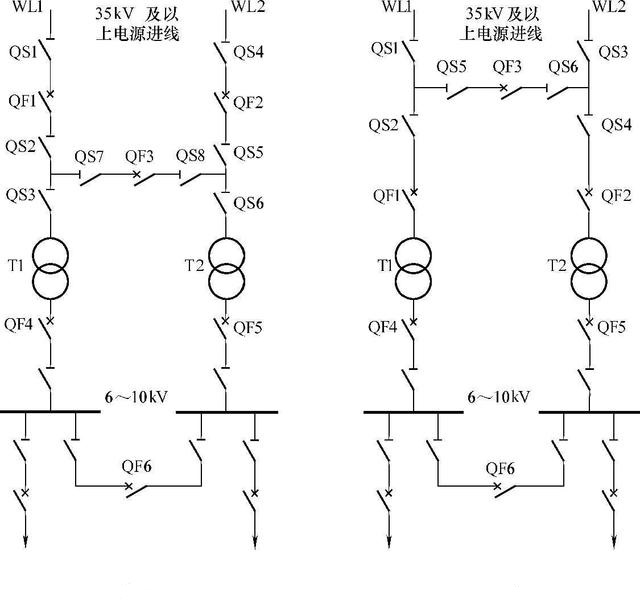 WL1
35kV 及以
上电源进线
WL2
QS1
QS4
QF1
QF2
QS2
QS7
QF3
QS8
QS5
QS3
QS6
T1
T2
QF4
QF5
6～10kV
QF6
WL1
35kV 及以
上电源进线
WL2
QS1
QS3
QS5
QF3
QS6
QS2
QS4
QF1
QF2
T1
T2
QF4
QF5
6～10kV
QF6